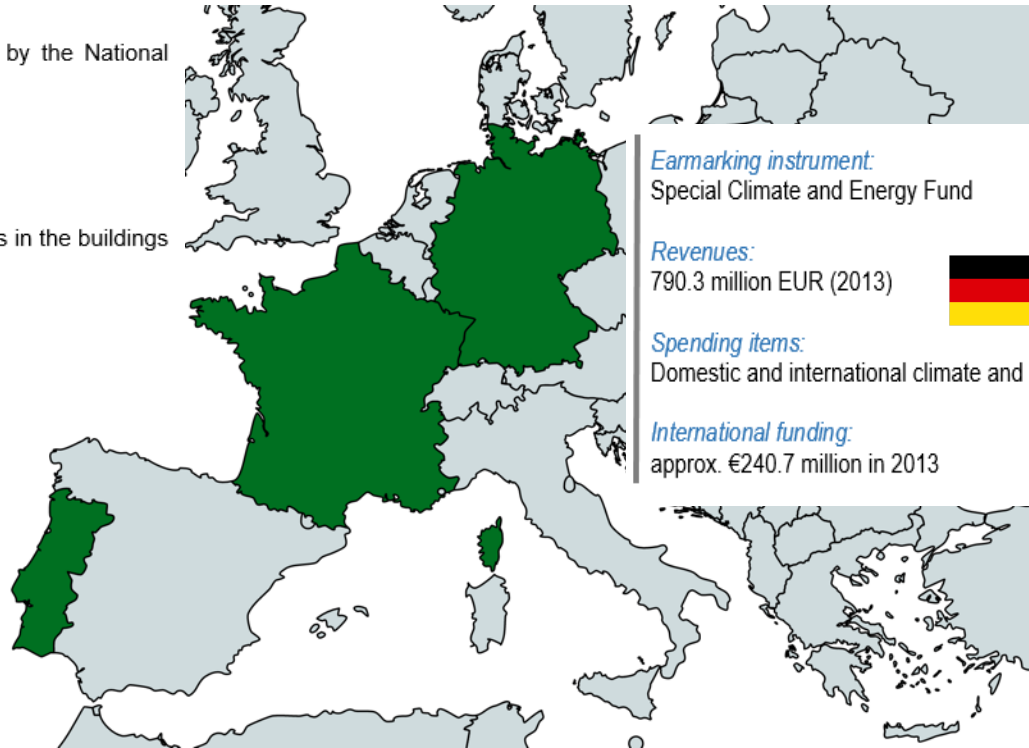 by the National
s in the buildings
Earmarking instrument:
Special Climate and Energy Fund
Revenues:
790.3 million EUR (2013)
Spending items:
Domestic and international climate and
International funding:
approx. €240.7 million in 2013